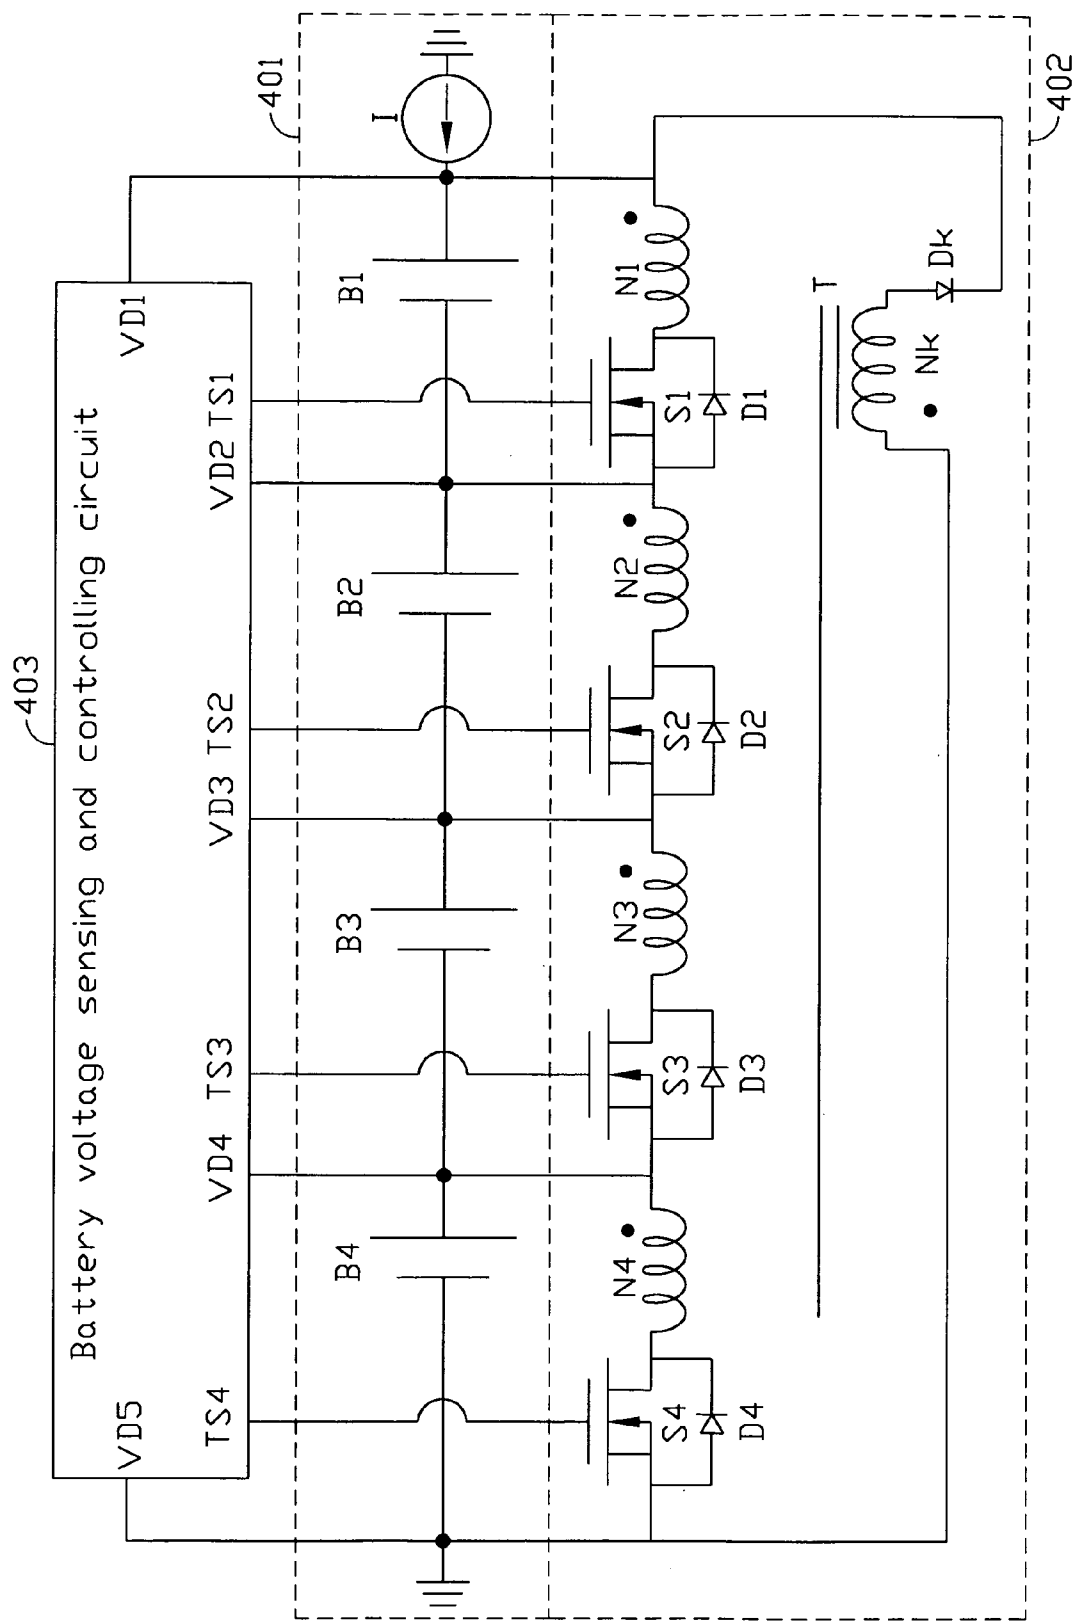 403
Battery voltage sensing and controlling circuit
VD5
TS4
VD4
TS3
VD3
TS2
VD2
TS1
VD1
401
B4
B3
B2
B1
I
N4
N3
N2
N1
S4
S3
S2
S1
D4
D3
D2
D1
T
Nk
Dk
402